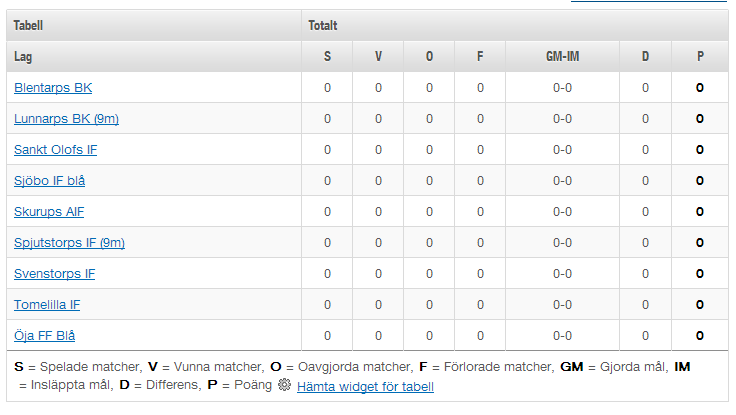 Tabell Totalt
Lag S V O F GM-IM D P
Blentarps BK 0 0 0 0 0-0 0 0
Lunnarps BK (9m) 0 0 0 0 0-0 0 0
Sankt Olofs IF 0 0 0 0 0-0 0 0
Sjöbo IF blå 0 0 0 0 0-0 0 0
Skurups AIF 0 0 0 0 0-0 0 0
Spjutstorps IF (9m) 0 0 0 0 0-0 0 0
Svenstorps IF 0 0 0 0 0-0 0 0
Tomelilla IF 0 0 0 0 0-0 0 0
Öja FF Blå 0 0 0 0 0-0 0 0
S = Spelade matcher, V = Vunna matcher, O = Oavgjorda matcher, F = Förlorade matcher, GM = Gjorda mål, IM
= Insläppta mål, D = Differens, P = Poäng Hämta widget för tabell